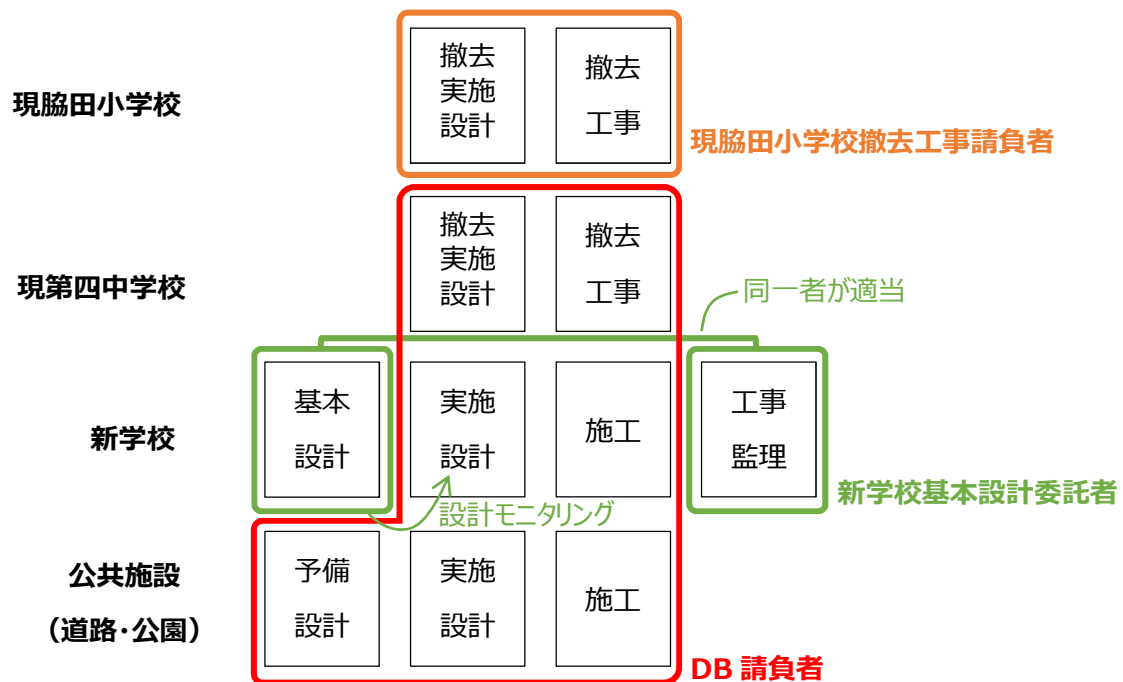 撤去
実施
設計
撤去
工事
現脇田小学校
現脇田小学校撤去工事請負者
撤去
実施
設計
撤去
工事
現第四中学校
同一者が適当
基本
設計
実施
設計
施工
工事
監理
新学校
新学校基本設計委託者
設計モニタリング
予備
設計
実施
設計
施工
公共施設
（道路・公園）
DB 請負者